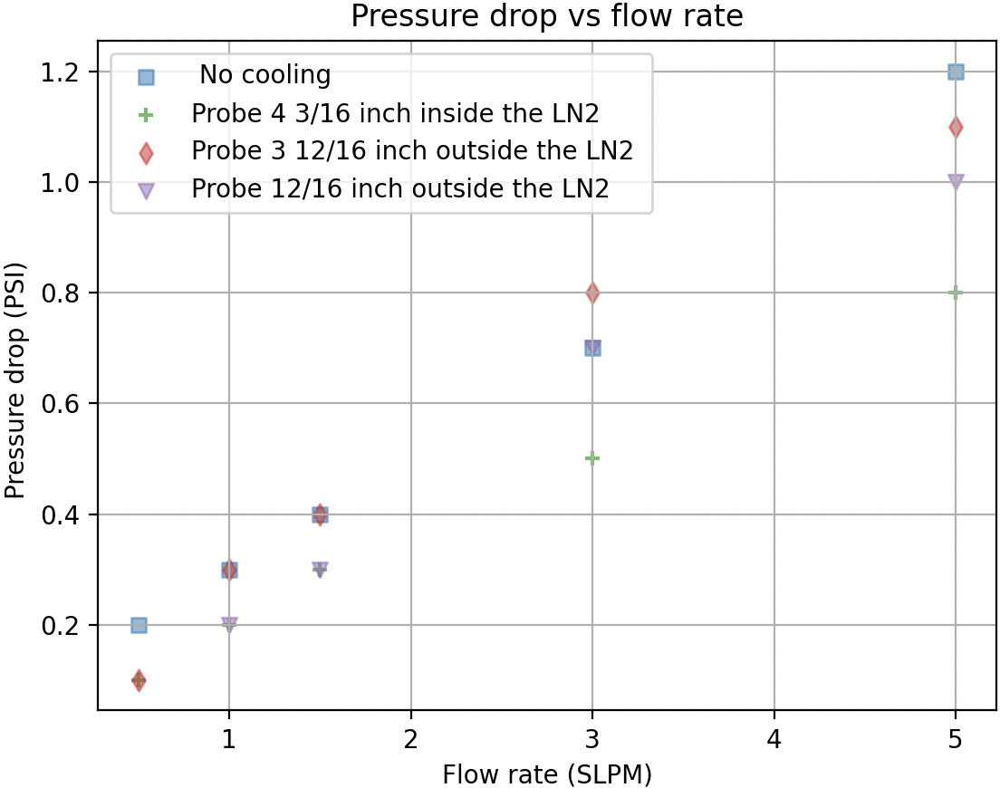 Pressure drop vs flow rate
No cooling
Probe 4 3/16 inch inside the LN2
Probe 3 12/16 inch outside the LN2
Probe 12/16 inch outside the LN2
Pressure drop (PSI)
1.2
1.0
0.8
0.6
0.4
0.2
1 2 3 4 5
Flow rate (SLPM)